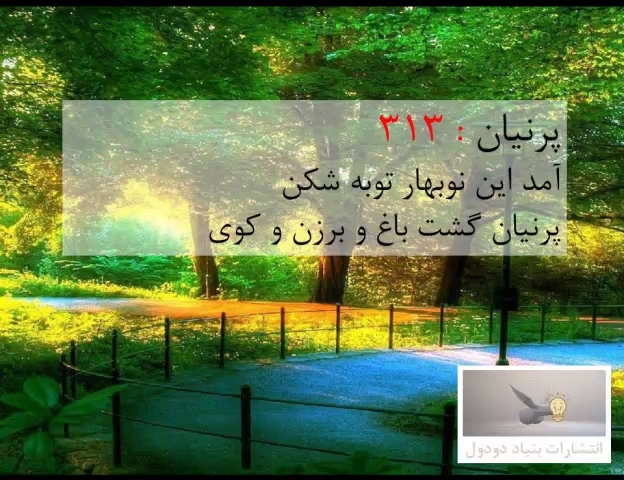 پرنیان : ۳۱۳
آمد این نوبهار توبه شکن
پرنیان گشت باغ و برزن و کوی
انتشارات بنیاد دودول